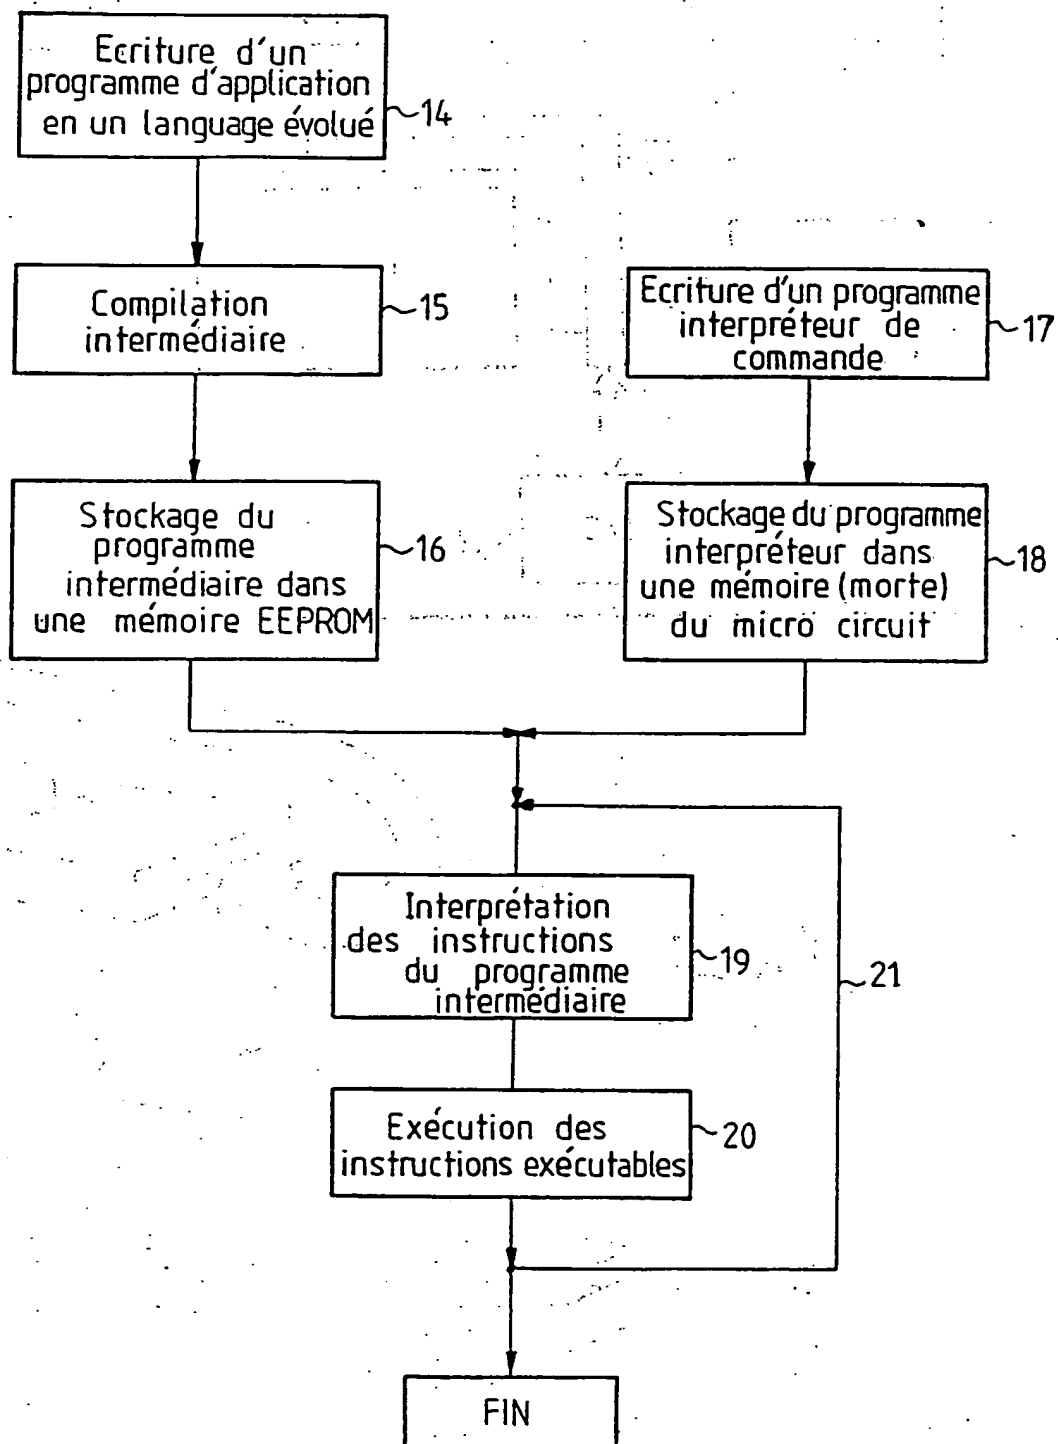 Ecriture d'un
programme d'application
en un language évolué
14
Compilation
intermédiaire
15
Stockage du
programme
intermédiaire dans
une mémoire EEPROM
16
Ecriture d'un programme
interpréteur de
commande
17
Stockage du programme
interpréteur dans
une mémoire (morte)
du micro circuit
18
Interprétation
des instructions
du programme
intermédiaire
19
21
Exécution des
instructions exécutables
20
FIN